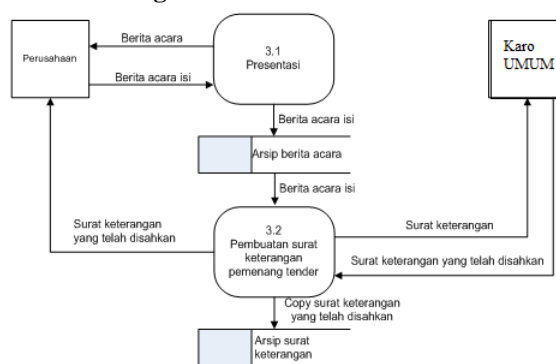 Berita acara
Perusahaan
Berita acara isi
3.1
Presentasi
Karo
UMUM
Berita acara isi
Arsip berita acara
Berita acara isi
Surat keterangan
yang telah disahkan
3.2
Pembuatan surat
keterangan
pemenang tender
Surat keterangan
Surat keterangan yang telah disahkan
Copy surat keterangan
yang telah disahkan
Arsip surat
keterangan